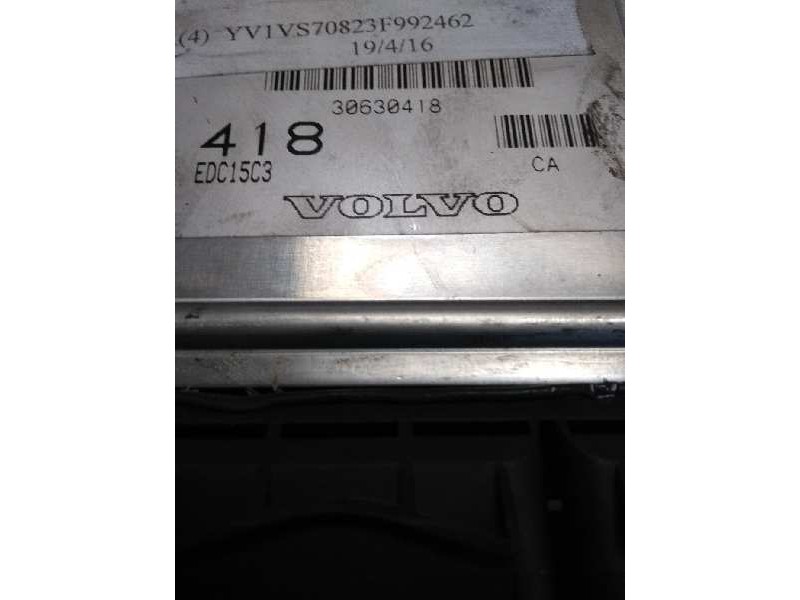 (4) YV1VS70823F992462
19/4/16
30630418
418
EDC15C3
CA
VOLVO